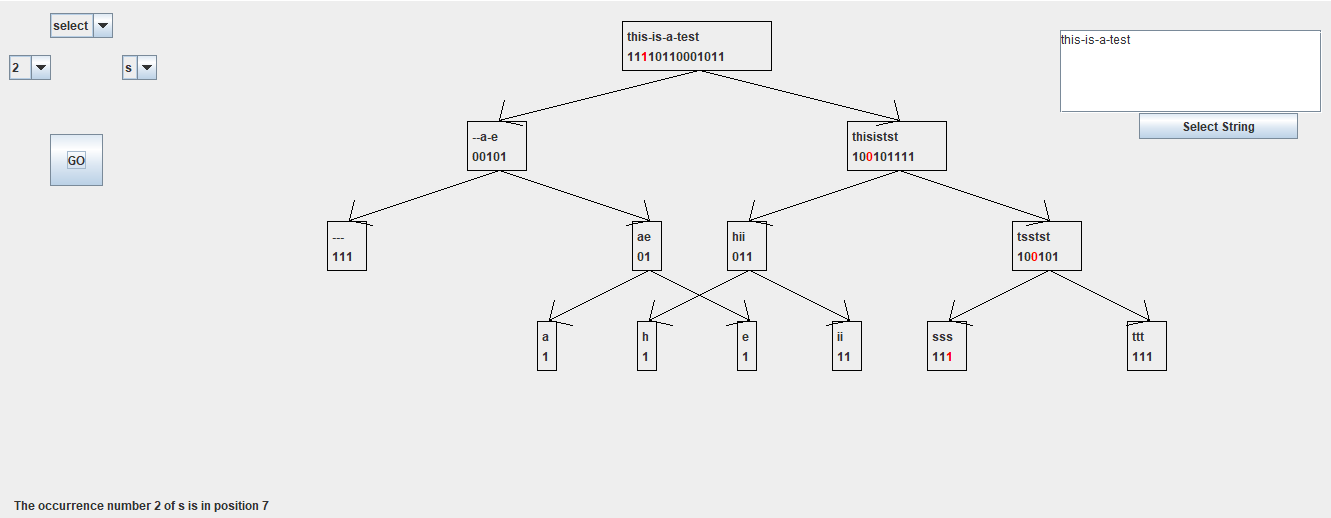 select
2
s
GO
this-is-a-test
11110110001011
this-is-a-test
Select String
--a-e
00101
thisistst
100101111
---
111
ae
01
hii
011
tsstst
100101
a
1
h
1
e
1
ii
11
sss
111
ttt
111
The occurrence number 2 of s is in position 7